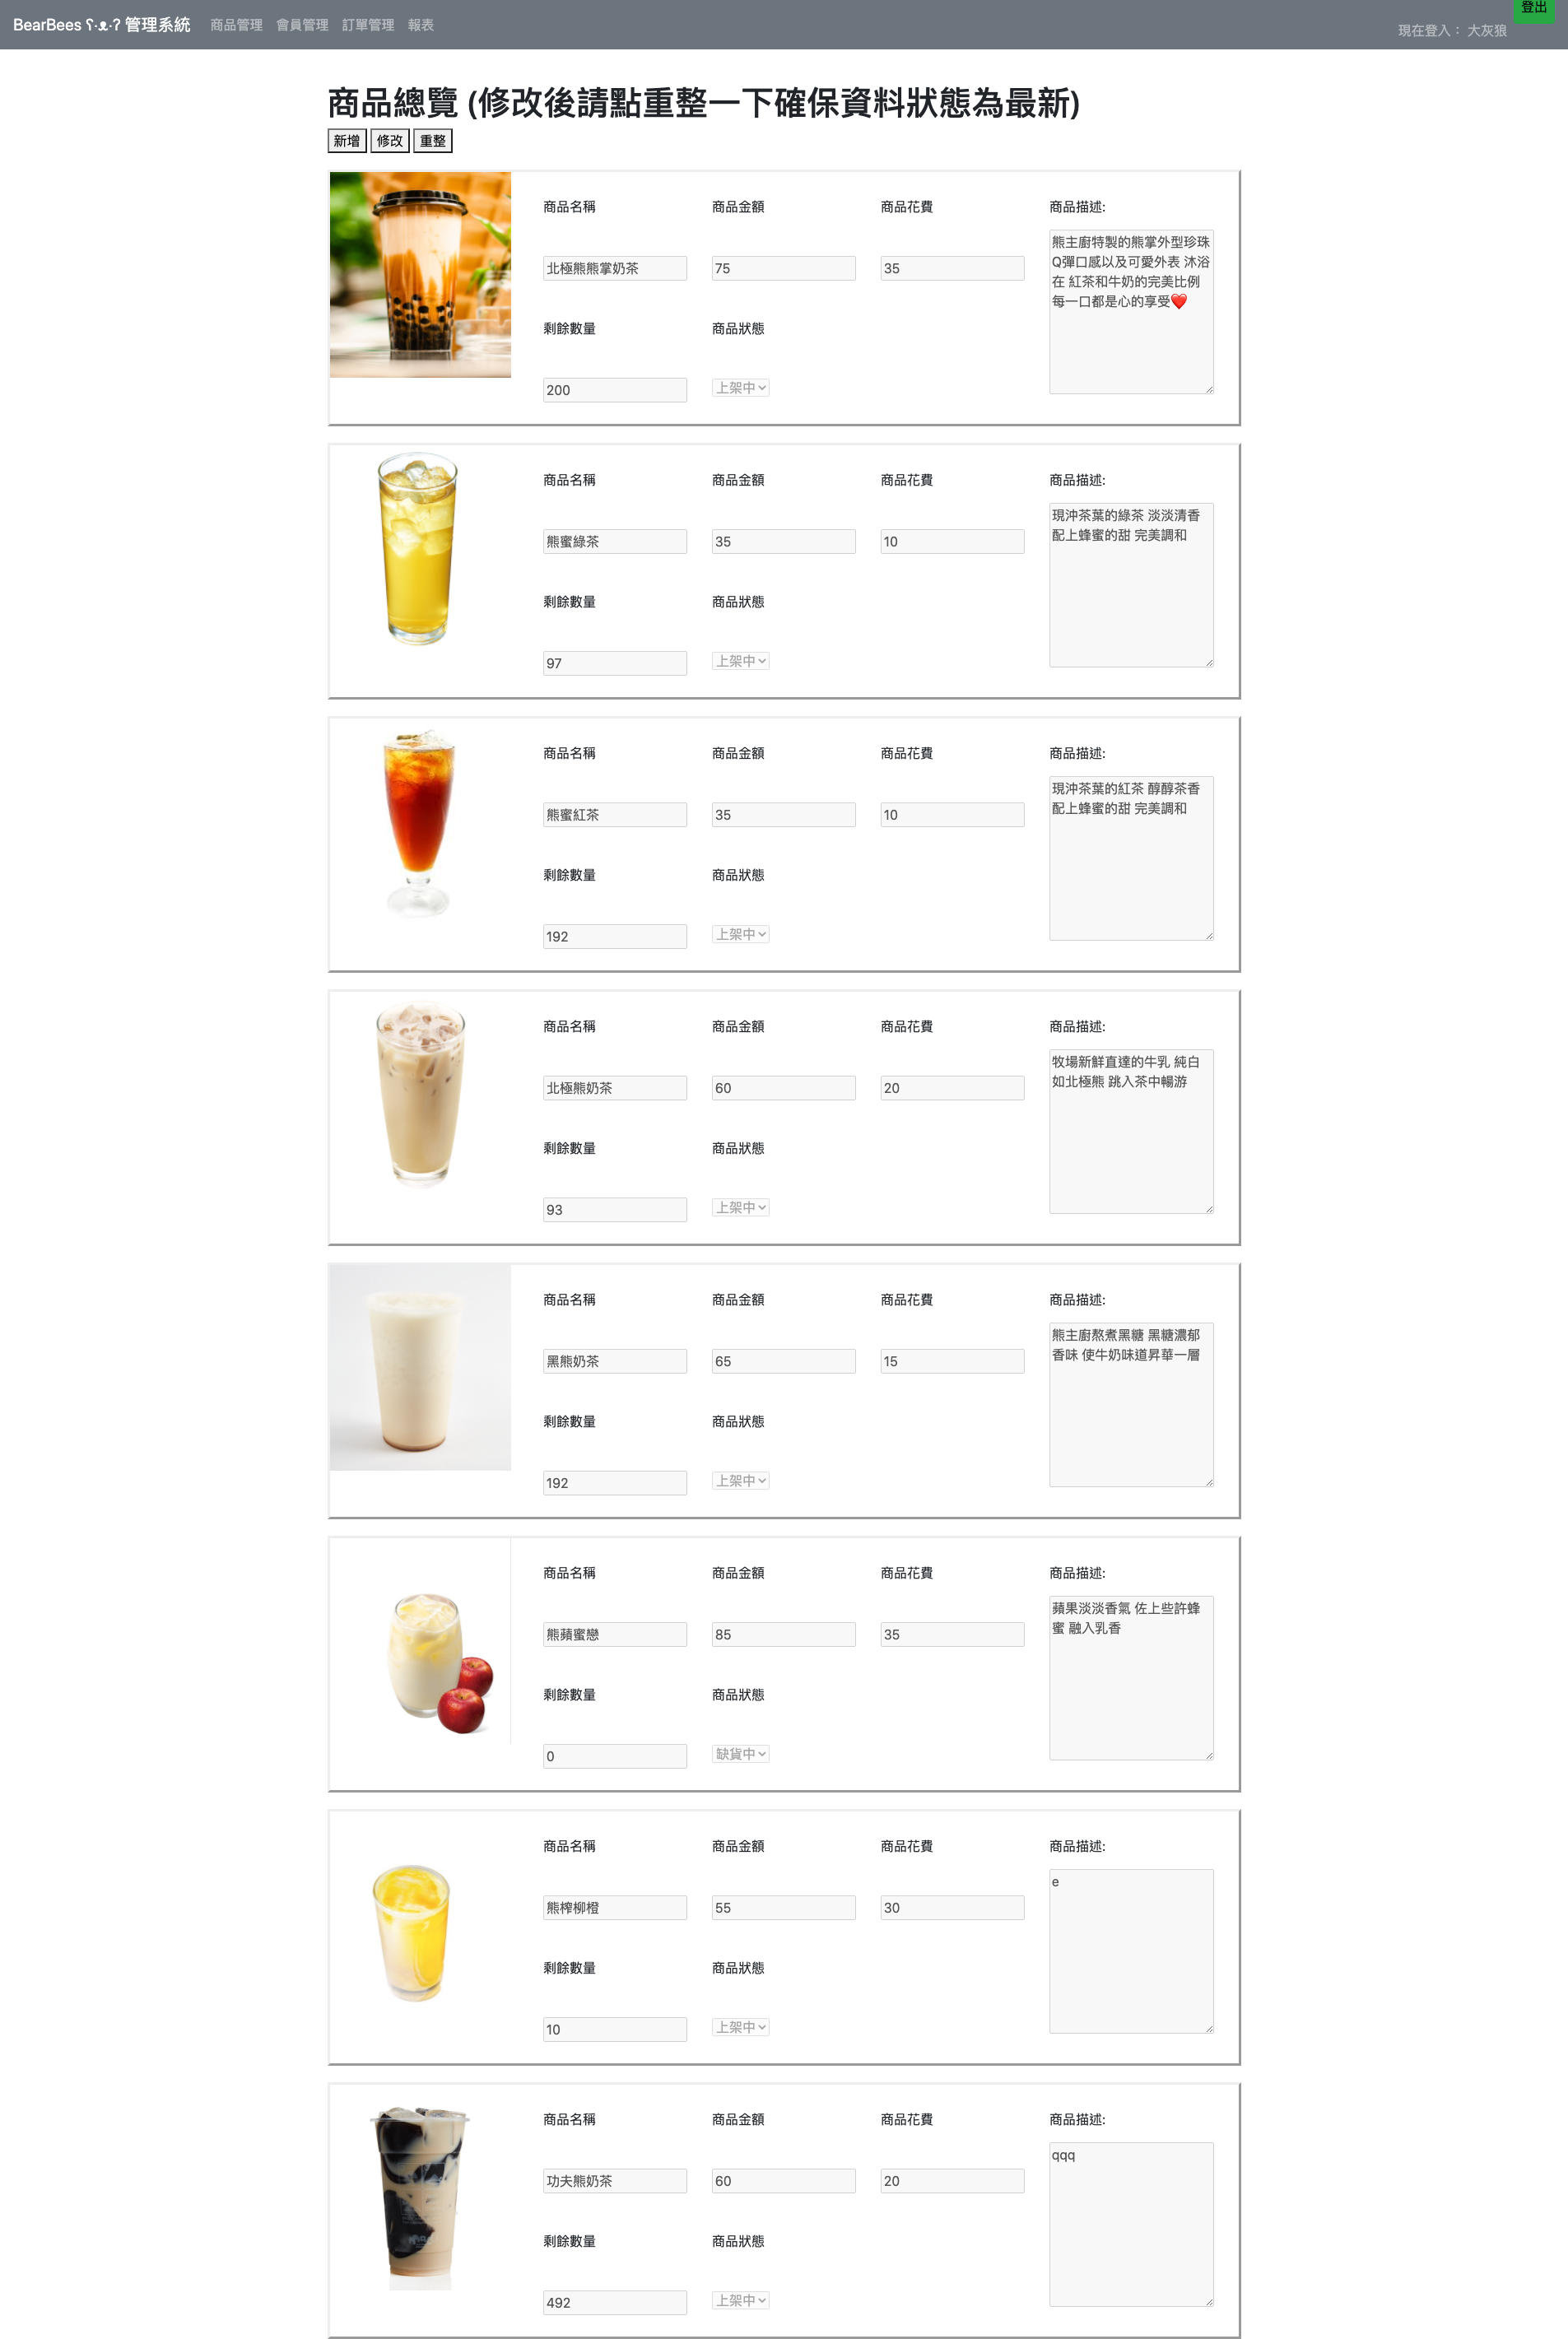 BearBees ʕ·ᴥ·ʔ 管理系統 商品管理 會員管理 訂單管理 報表
現在登入： 大灰狼 登出
商品總覽 (修改後請點重整一下確保資料狀態為最新)
新增 修改 重整
商品名稱 商品金額 商品花費 商品描述:
北極熊熊掌奶茶 75 35
熊主廚特製的熊掌外型珍珠
Q彈口感以及可愛外表 沐浴
在 紅茶和牛奶的完美比例
每一口都是心的享受❤️
剩餘數量 商品狀態
200 上架中
商品名稱 商品金額 商品花費 商品描述:
熊蜜綠茶 35 10
現沖茶葉的綠茶 淡淡清香
配上蜂蜜的甜 完美調和
剩餘數量 商品狀態
97 上架中
商品名稱 商品金額 商品花費 商品描述:
熊蜜紅茶 35 10
現沖茶葉的紅茶 醇醇茶香
配上蜂蜜的甜 完美調和
剩餘數量 商品狀態
192 上架中
商品名稱 商品金額 商品花費 商品描述:
北極熊奶茶 60 20
牧場新鮮直達的牛乳 純白
如北極熊 跳入茶中暢游
剩餘數量 商品狀態
93 上架中
商品名稱 商品金額 商品花費 商品描述:
黑熊奶茶 65 15
熊主廚熬煮黑糖 黑糖濃郁
香味 使牛奶味道昇華一層
剩餘數量 商品狀態
192 上架中
商品名稱 商品金額 商品花費 商品描述:
熊蘋蜜戀 85 35
蘋果淡淡香氣 佐上些許蜂
蜜 融入乳香
剩餘數量 商品狀態
0 缺貨中
商品名稱 商品金額 商品花費 商品描述:
熊榨柳橙 55 30
e
剩餘數量 商品狀態
10 上架中
商品名稱 商品金額 商品花費 商品描述:
功夫熊奶茶 60 20
qqq
剩餘數量 商品狀態
492 上架中